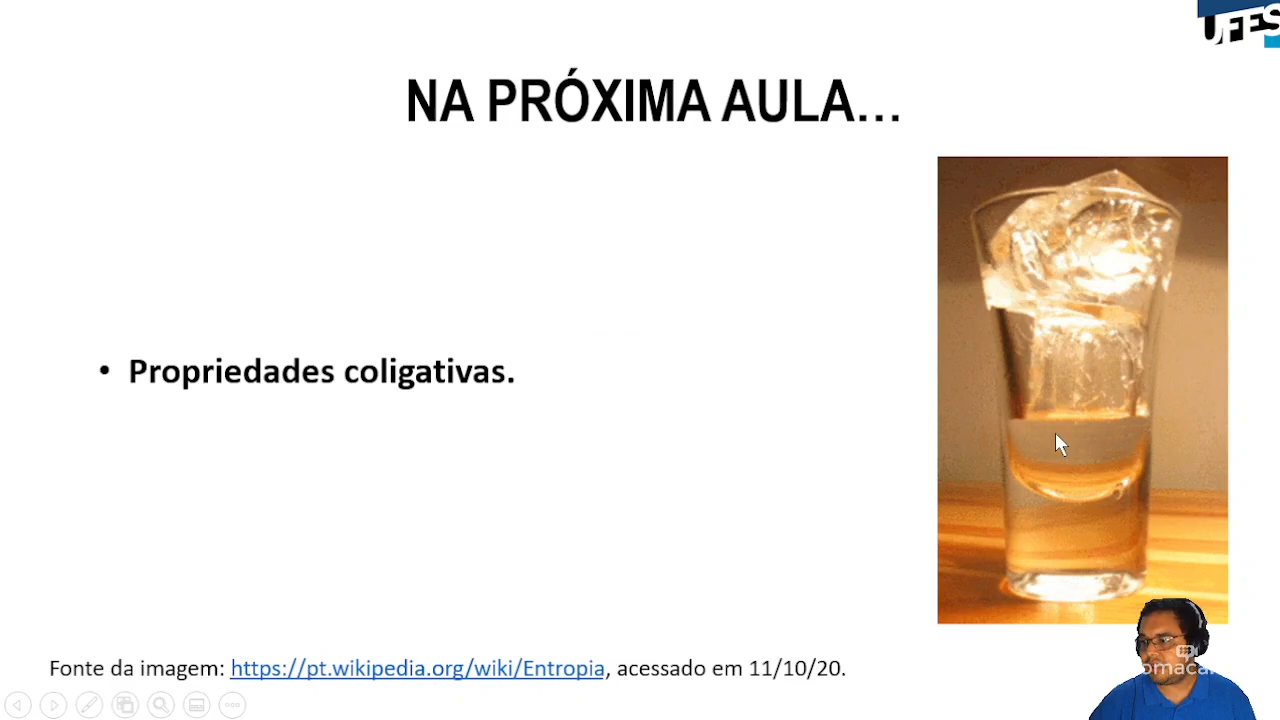 UFES
NA PRÓXIMA AULA...
• Propriedades coligativas.
Fonte da imagem: https://pt.wikipedia.org/wiki/Entropia, acessado em 11/10/20.